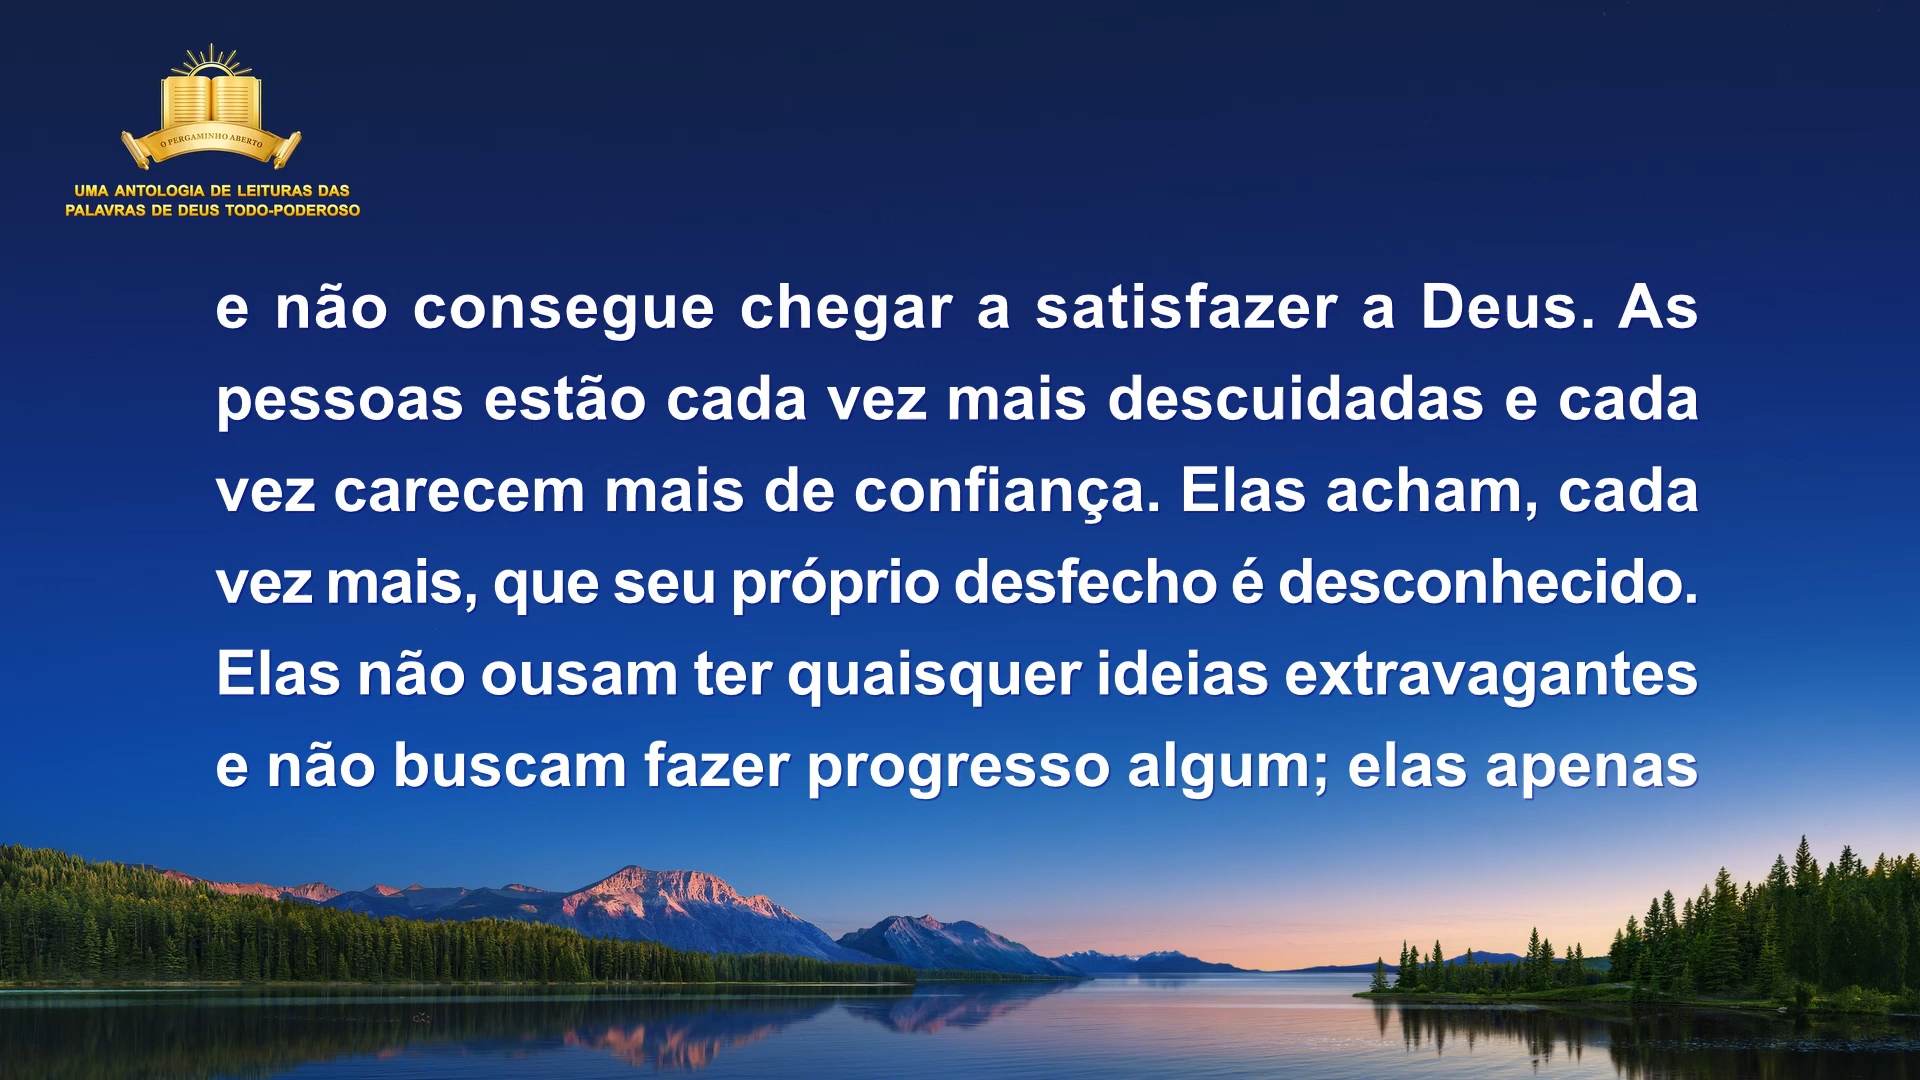 O PERGAMINHO ABERTO
UMA ANTOLOGIA DE LEITURAS DAS
PALAVRAS DE DEUS TODO-PODEROSO
e não consegue chegar a satisfazer a Deus. As
pessoas estão cada vez mais descuidadas e cada
vez carecem mais de confiança. Elas acham, cada
vez mais, que seu próprio desfecho é desconhecido.
Elas não ousam ter quaisquer ideias extravagantes
e não buscam fazer progresso algum; elas apenas